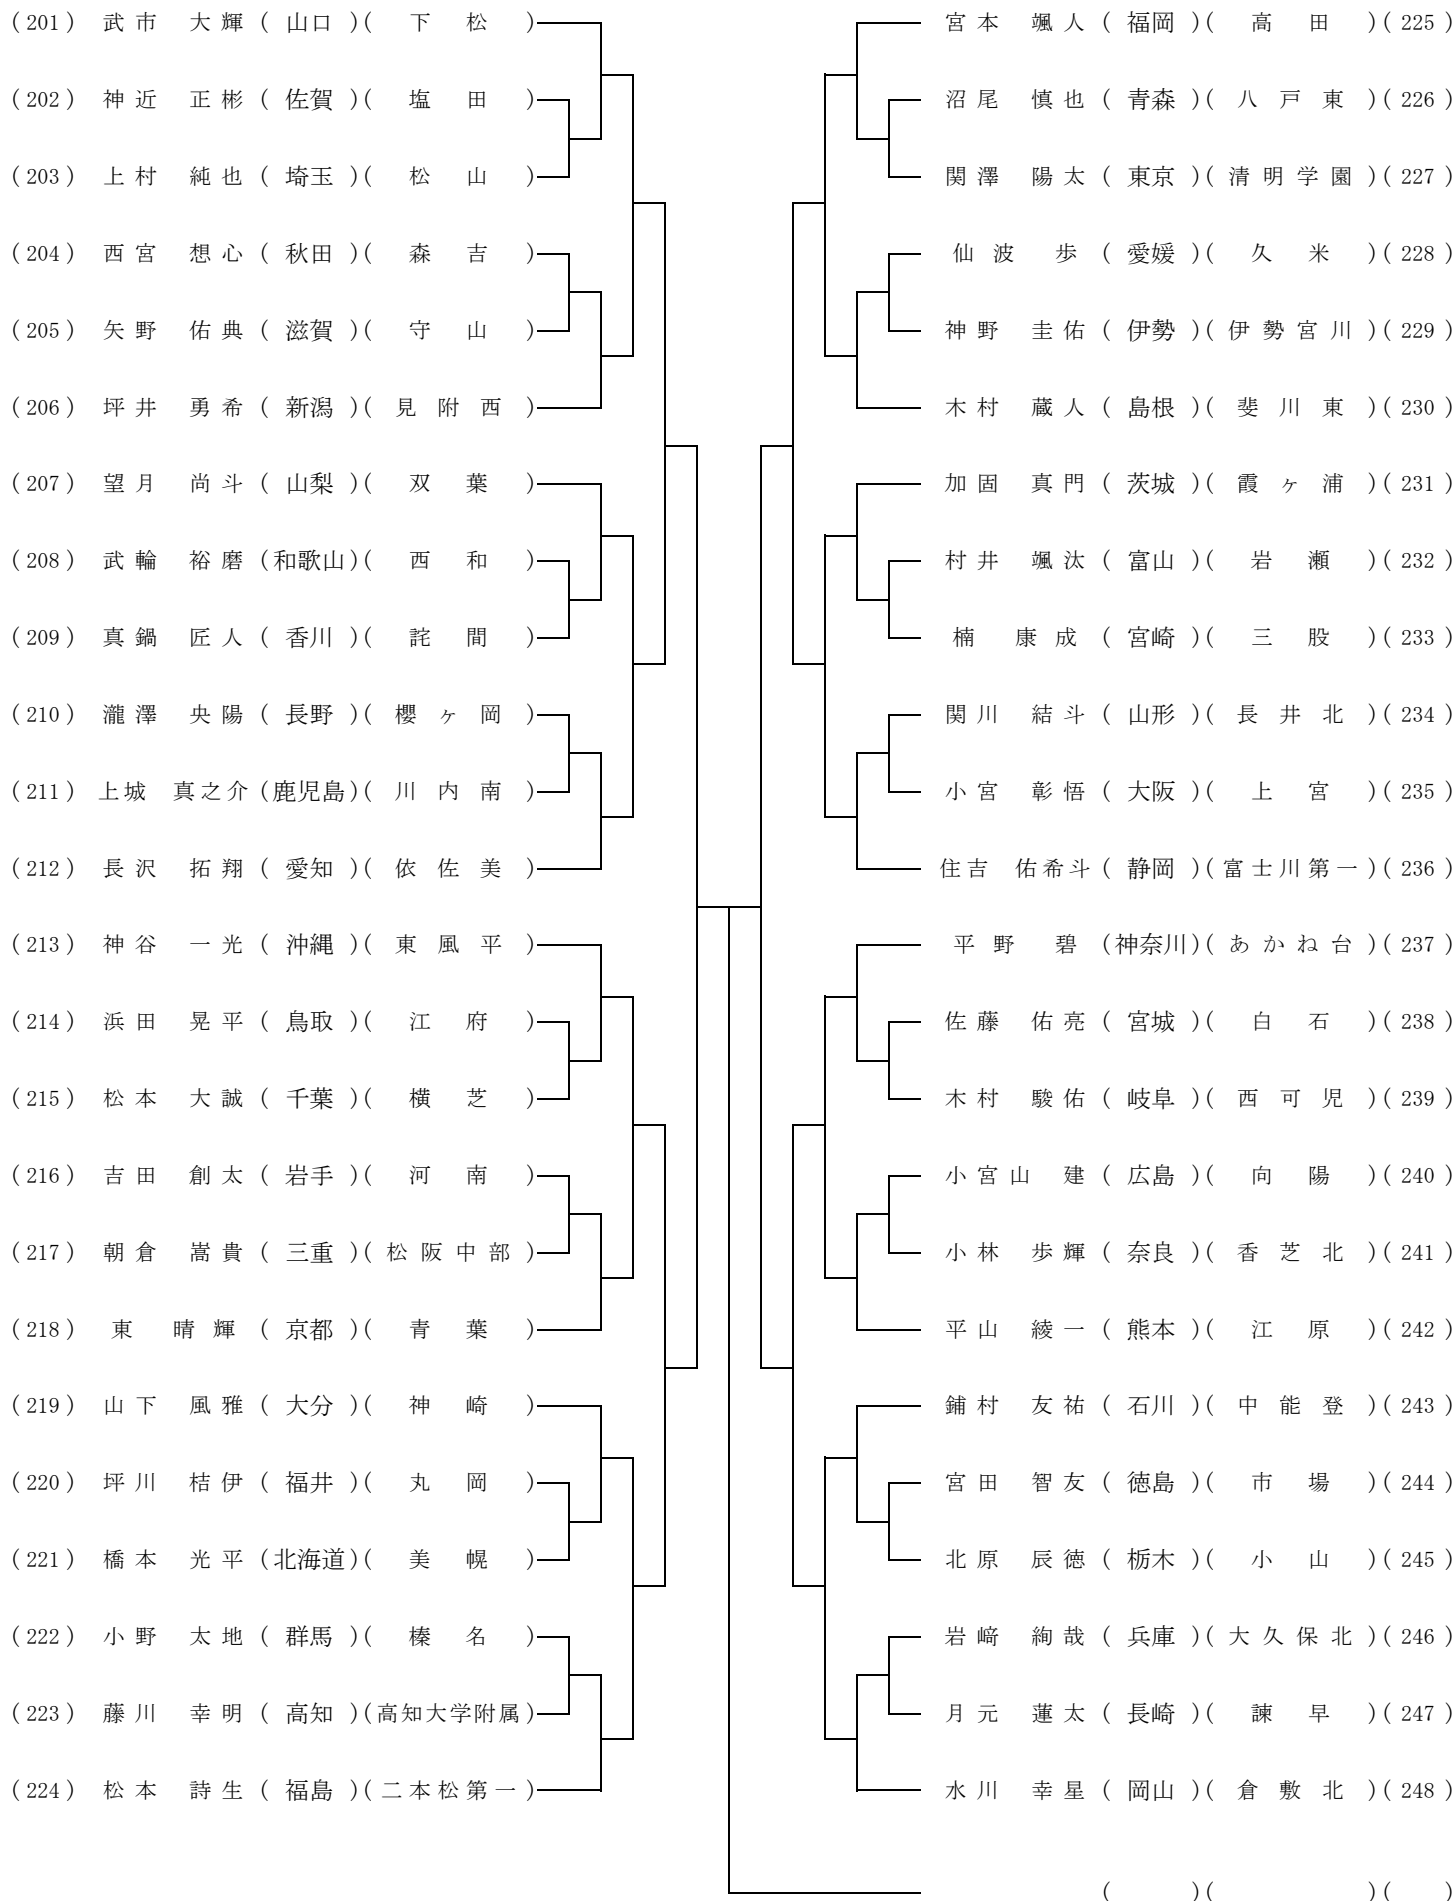 (201) 武市 大輝 (山口)(下松)
(202) 神近 正彬 (佐賀)(塩田)
(203) 上村 純也 (埼玉)(松山)
(204) 西宮 想心 (秋田)(森吉)
(205) 矢野 佑典 (滋賀)(守山)
(206) 坪井 勇希 (新潟)(見附西)
(207) 望月 尚斗 (山梨)(双葉)
(208) 武輪 裕磨 (和歌山)(西和)
(209) 真鍋 匠人 (香川)(詫間)
(210) 瀧澤 央陽 (長野)(櫻ヶ岡)
(211) 上城 真之介 (鹿児島)(川内南)
(212) 長沢 拓翔 (愛知)(依佐美)
(213) 神谷 一光 (沖縄)(東風平)
(214) 浜田 晃平 (鳥取)(江府)
(215) 松本 大誠 (千葉)(横芝)
(216) 吉田 創太 (岩手)(河南)
(217) 朝倉 嵩貴 (三重)(松阪中部)
(218) 東 晴輝 (京都)(青葉)
(219) 山下 風雅 (大分)(神崎)
(220) 坪川 桔伊 (福井)(丸岡)
(221) 橋本 光平 (北海道)(美幌)
(222) 小野 太地 (群馬)(榛名)
(223) 藤川 幸明 (高知)(高知大学附属)
(224) 松本 詩生 (福島)(二本松第一)
宮本 颯人 (福岡)(高田)(225)
沼尾 慎也 (青森)(八戸東)(226)
関澤 陽太 (東京)(清明学園)(227)
仙波 歩 (愛媛)(久米)(228)
神野 圭佑 (伊勢)(伊勢宮川)(229)
木村 蔵人 (島根)(斐川東)(230)
加固 真門 (茨城)(霞ヶ浦)(231)
村井 颯汰 (富山)(岩瀬)(232)
楠 康成 (宮崎)(三股)(233)
関川 結斗 (山形)(長井北)(234)
小宮 彰悟 (大阪)(上宮)(235)
住吉 佑希斗 (静岡)(富士川第一)(236)
平野 碧 (神奈川)(あかね台)(237)
佐藤 佑亮 (宮城)(白石)(238)
木村 駿佑 (岐阜)(西可児)(239)
小宮山 建 (広島)(向陽)(240)
小林 歩輝 (奈良)(香芝北)(241)
平山 綾一 (熊本)(江原)(242)
鋪村 友祐 (石川)(中能登)(243)
宮田 智友 (徳島)(市場)(244)
北原 辰徳 (栃木)(小山)(245)
岩﨑 絢哉 (兵庫)(大久保北)(246)
月元 蓮太 (長崎)(諫早)(247)
水川 幸星 (岡山)(倉敷北)(248)
( )( )( )